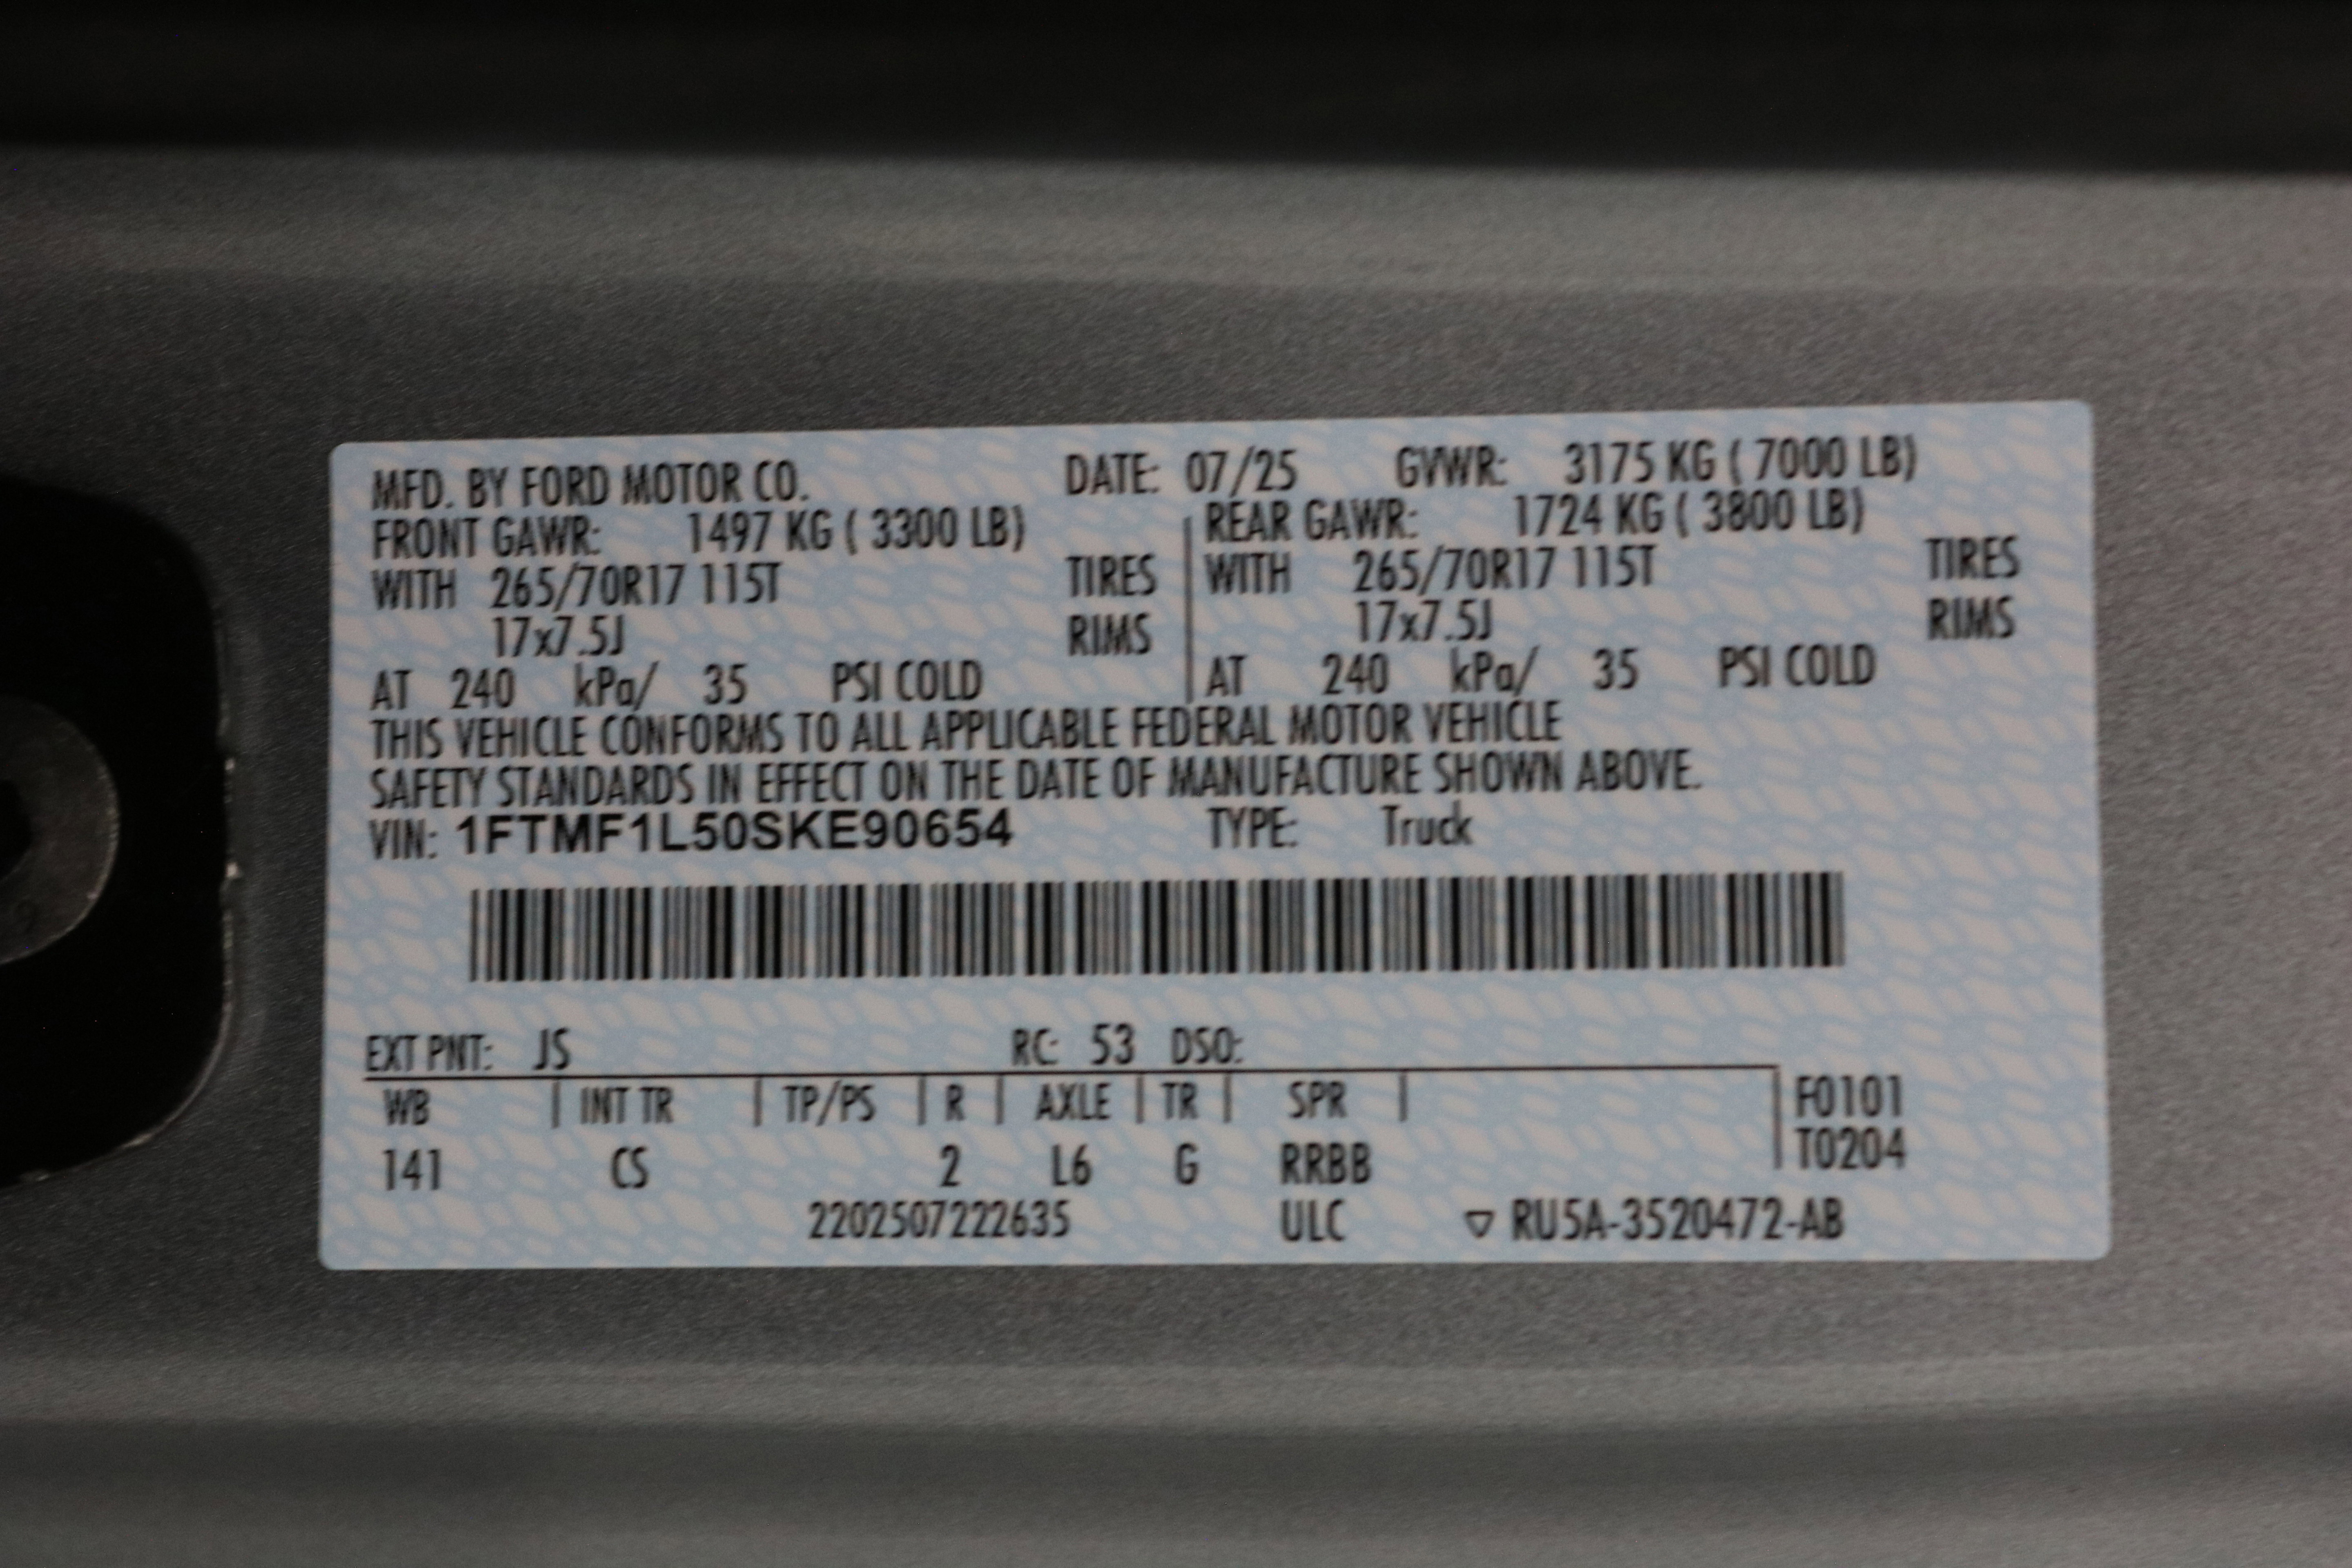 MFD. BY FORD MOTOR CO. DATE: 07/25 GVWR: 3175 KG ( 7000 LB)
FRONT GAWR: 1497 KG ( 3300 LB) REAR GAWR: 1724 KG ( 3800 LB)
WITH 265/70R17 115T TIRES WITH 265/70R17 115T TIRES
17x7.5J RIMS 17x7.5J RIMS
AT 240 kPa/ 35 PSI COLD AT 240 kPa/ 35 PSI COLD
THIS VEHICLE CONFORMS TO ALL APPLICABLE FEDERAL MOTOR VEHICLE
SAFETY STANDARDS IN EFFECT ON THE DATE OF MANUFACTURE SHOWN ABOVE.
VIN: 1FTMF1L50SKE90654 TYPE: Truck
EXT PNT: JS RC: 53 DSO:
WB INT TR TP/PS R AXLE TR SPR F0101
141 CS 2 L6 G RRBB T0204
2202507222635 ULC ▽ RU5A-3520472-AB